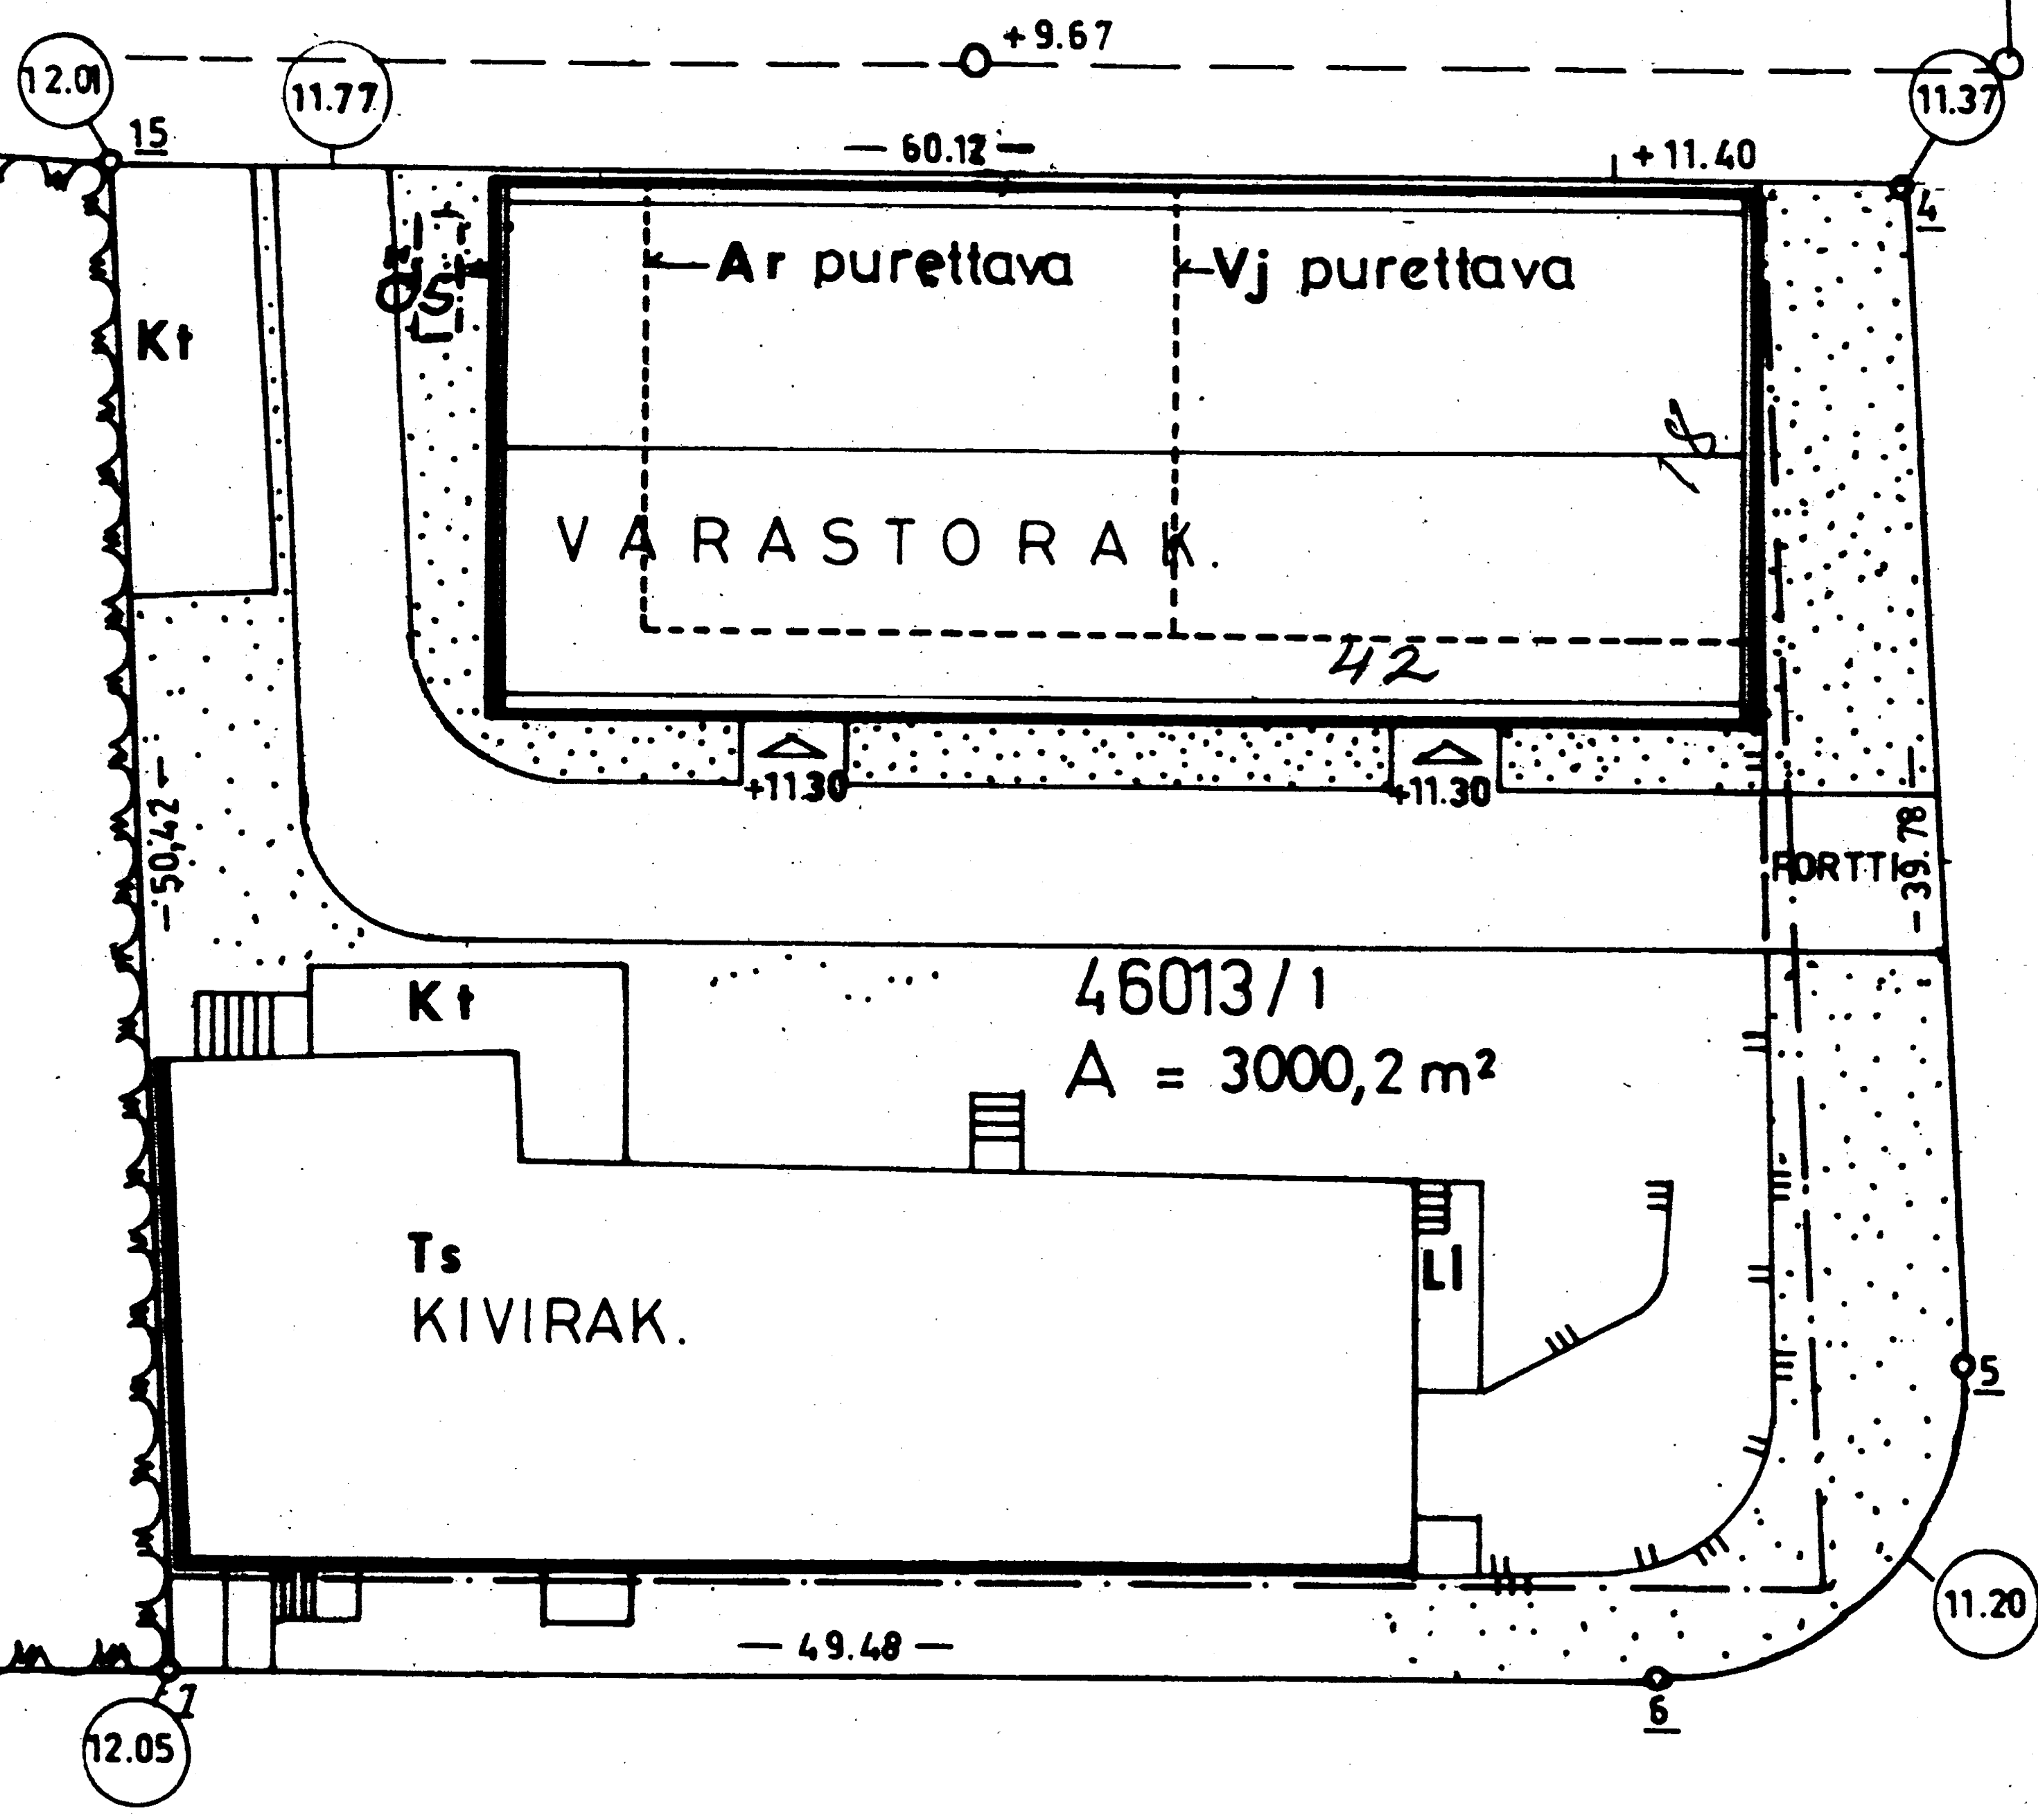 +9.67
12.01
11.77
11.37
15
— 60.12 —
+11.40
4
Ar purettava
Vj purettava
Kt
8
VARASTORAK.
42
+11.30
+11.30
— 50,42 —
— 39.78 —
PORTTI
Kt
46013/1
A = 3000,2 m²
Ts
KIVIRAK.
5
11.20
— 49.48 —
6
12.05